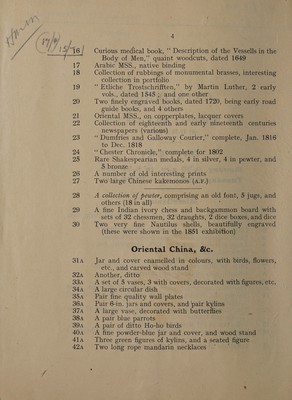 4
16 Curious medical book, " Description of the Vessels in the
Body of Men," quaint woodcuts, dated 1649
17 Arabic MSS., native binding
18 Collection of rubbings of monumental brasses, interesting
collection in portfolio
19 " Etliche Trostschrifften," by Martin Luther, 2 early
vols., dated 1545 ; and one other
20 Two finely engraved books, dated 1720, being early road
guide books, and 4 others
21 Oriental MSS., on copperplates, lacquer covers
22 Collection of eighteenth and early nineteenth centuries
newspapers (various)
23 " Dumfries and Galloway Courier," complete, Jan. 1816
to Dec. 1818
24 " Chester Chronicle," complete for 1802
25 Rare Shakespearian medals, 4 in silver, 4 in pewter, and
5 bronze
26 A number of old interesting prints
27 Two large Chinese kakemonos (A.F.)
28 A collection of pewter, comprising an old font, 5 jugs, and
others (18 in all)
29 A fine Indian ivory chess and backgammon board with
sets of 32 chessmen, 32 draughts, 2 dice boxes, and dice
30 Two very fine Nautilus shells, beautifully engraved
(these were shown in the 1851 exhibition)
Oriental China, &c.
31A Jar and cover enamelled in colours, with birds, flowers,
etc., and carved wood stand
32A Another, ditto
33A A set of 5 vases, 3 with covers, decorated with figures, etc.
34A A large circular dish
35A Pair fine quality wall plates
36A Pair 6-in. jars and covers, and pair kylins
37A A large vase, decorated with butterflies
38A A pair blue parrots
39A A pair of ditto Ho-ho birds
40A A fine powder-blue jar and cover, and wood stand
41A Three green figures of kylins, and a seated figure
42A Two long rope mandarin necklaces